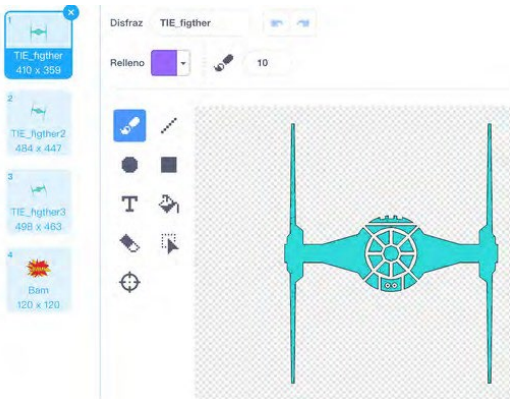 Disfraz TIE_figther
Relleno 10
1
TIE_figther
410 x 359
2
TIE_figther2
484 x 447
3
TIE_figther3
498 x 463
4
Bam
120 x 120
T